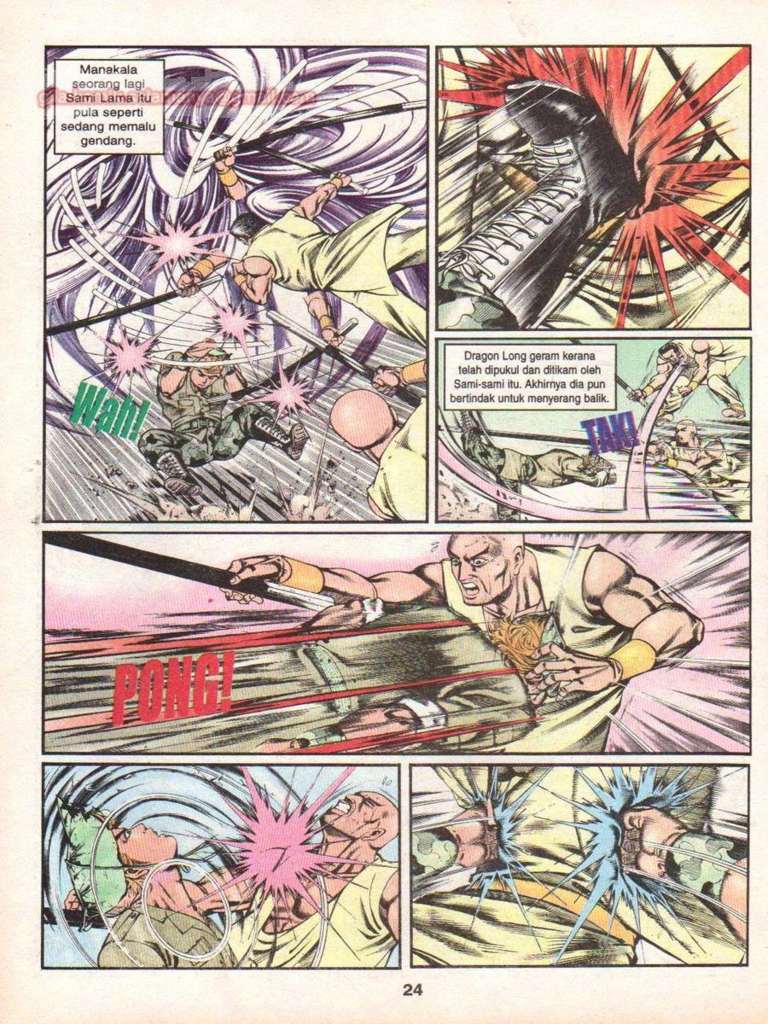 Manakala
seorang lagi
Sami Lama itu
pula seperti
sedang memalu
gendang.
Wah!
Dragon Long geram kerana
telah dipukul dan ditikam oleh
Sami-sami itu. Akhirnya dia pun
bertindak untuk menyerang balik.
TAK!
PONG!
24